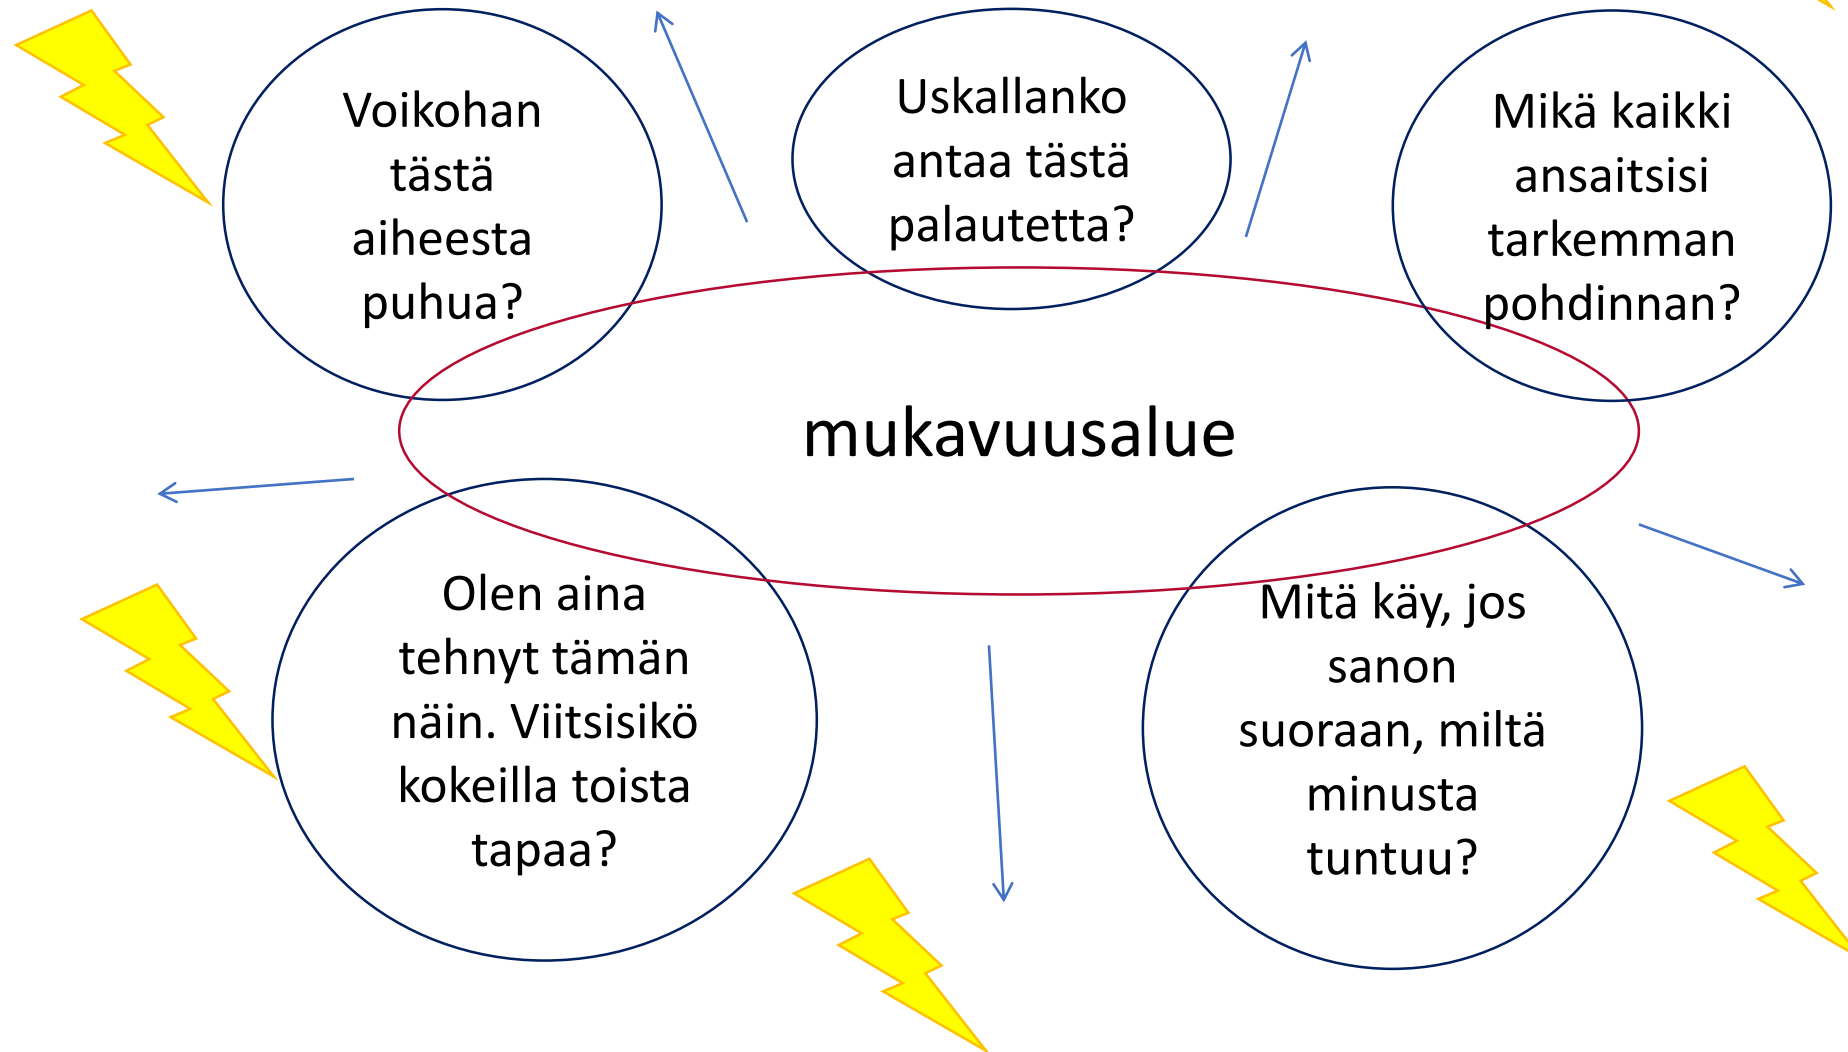 Voikohan
tästä
aiheesta
puhua?
Uskallanko
antaa tästä
palautetta?
Mikä kaikki
ansaitsisi
tarkemman
pohdinnan?
mukavuusalue
Olen aina
tehnyt tämän
näin. Viitsisikö
kokeilla toista
tapaa?
Mitä käy, jos
sanon
suoraan, miltä
minusta
tuntuu?